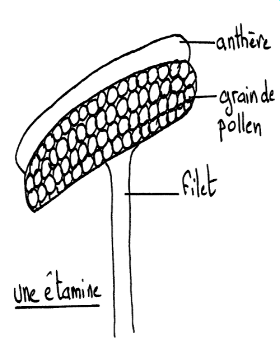 anthère
grain de
pollen
filet
une étamine